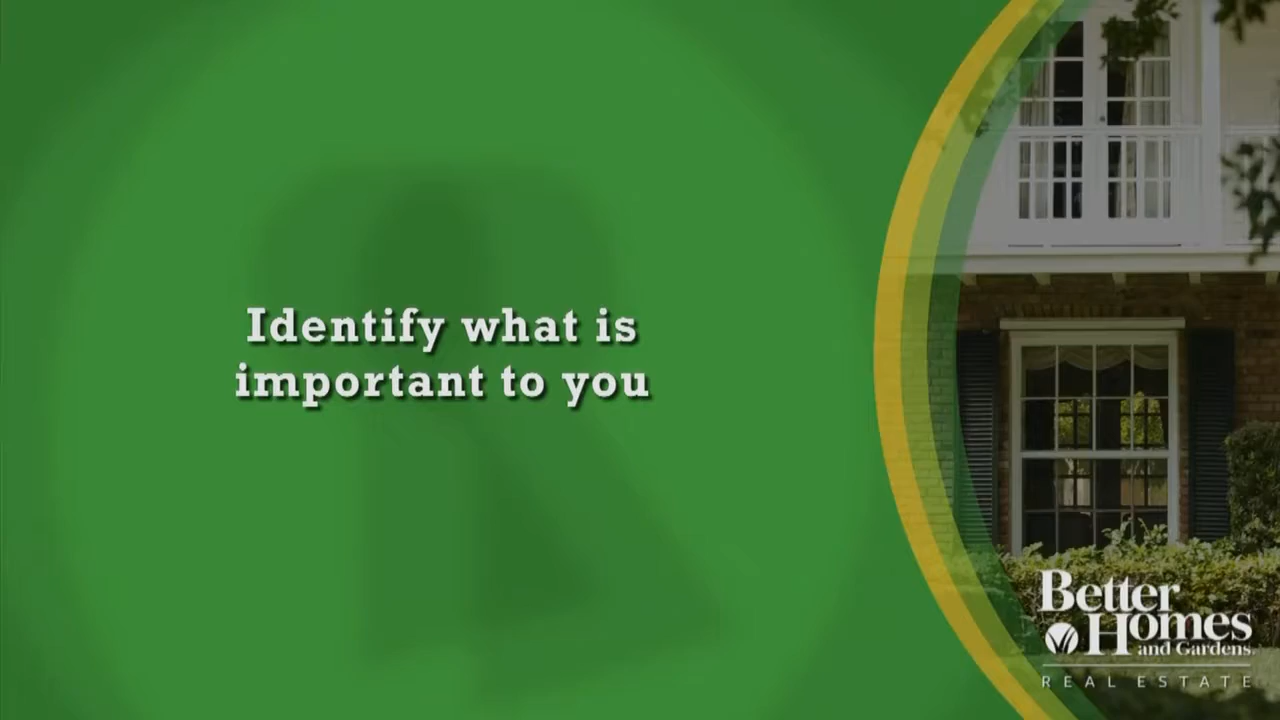 Identify what is
important to you
Better
Homes
and Gardens
REAL ESTATE